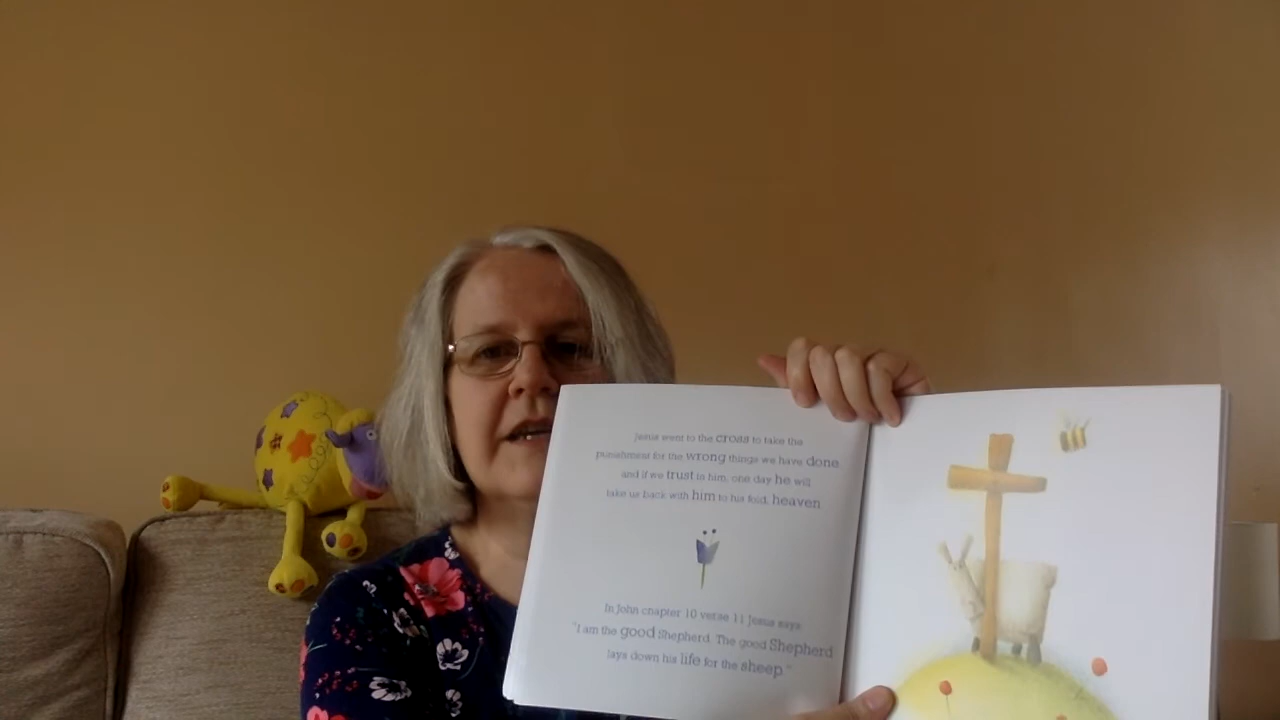 Jesus went to the cross to take the
punishment for the wrong things we have done
and if we trust in him, one day he will
take us back with him to his fold, heaven
In John chapter 10 verse 11 Jesus says:
"I am the good Shepherd. The good Shepherd
lays down his life for the sheep."